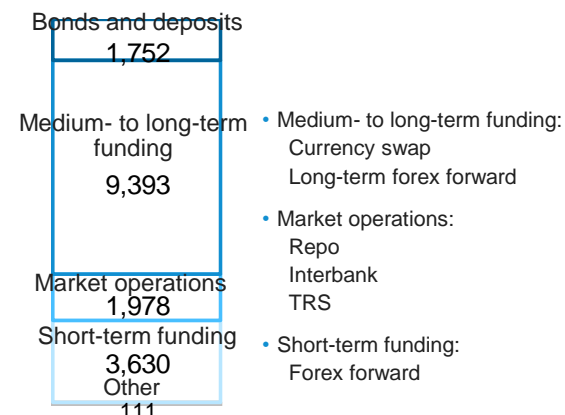 Bonds and deposits
1,752
Medium- to long-term
funding
9,393
Market operations
1,978
Short-term funding
3,630
Other
111
• Medium- to long-term funding:
Currency swap
Long-term forex forward
• Market operations:
Repo
Interbank
TRS
• Short-term funding:
Forex forward